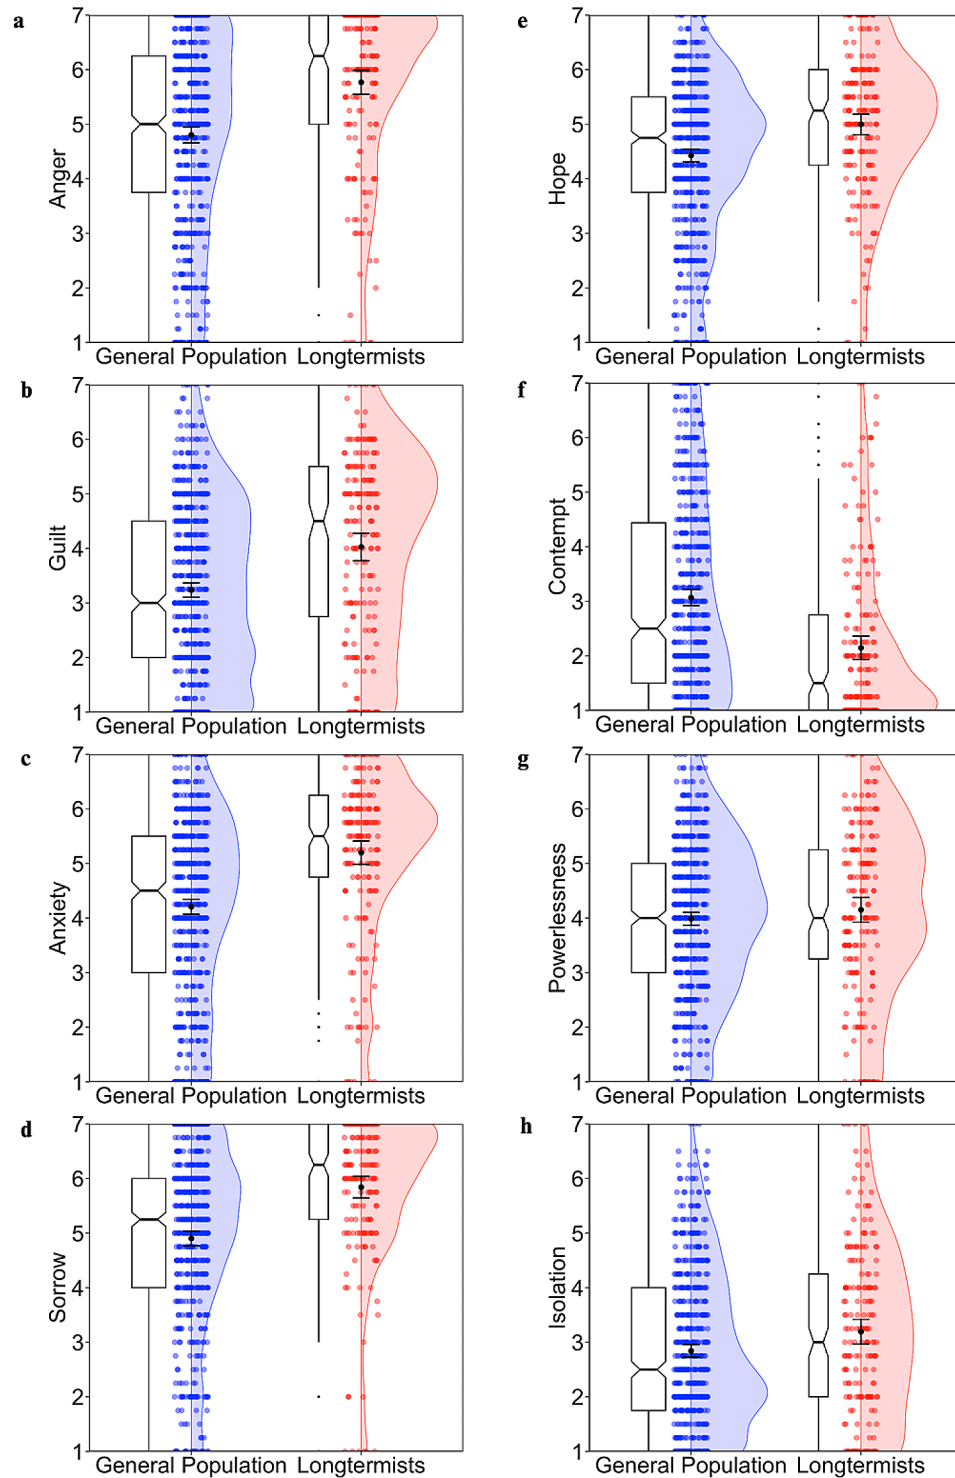 a
7
6
5
4
3
2
1
Anger
General Population Longtermists
b
7
6
5
4
3
2
1
Guilt
General Population Longtermists
c
7
6
5
4
3
2
1
Anxiety
General Population Longtermists
d
7
6
5
4
3
2
1
Sorrow
General Population Longtermists
e
7
6
5
4
3
2
1
Hope
General Population Longtermists
f
7
6
5
4
3
2
1
Contempt
General Population Longtermists
g
7
6
5
4
3
2
1
Powerlessness
General Population Longtermists
h
7
6
5
4
3
2
1
Isolation
General Population Longtermists